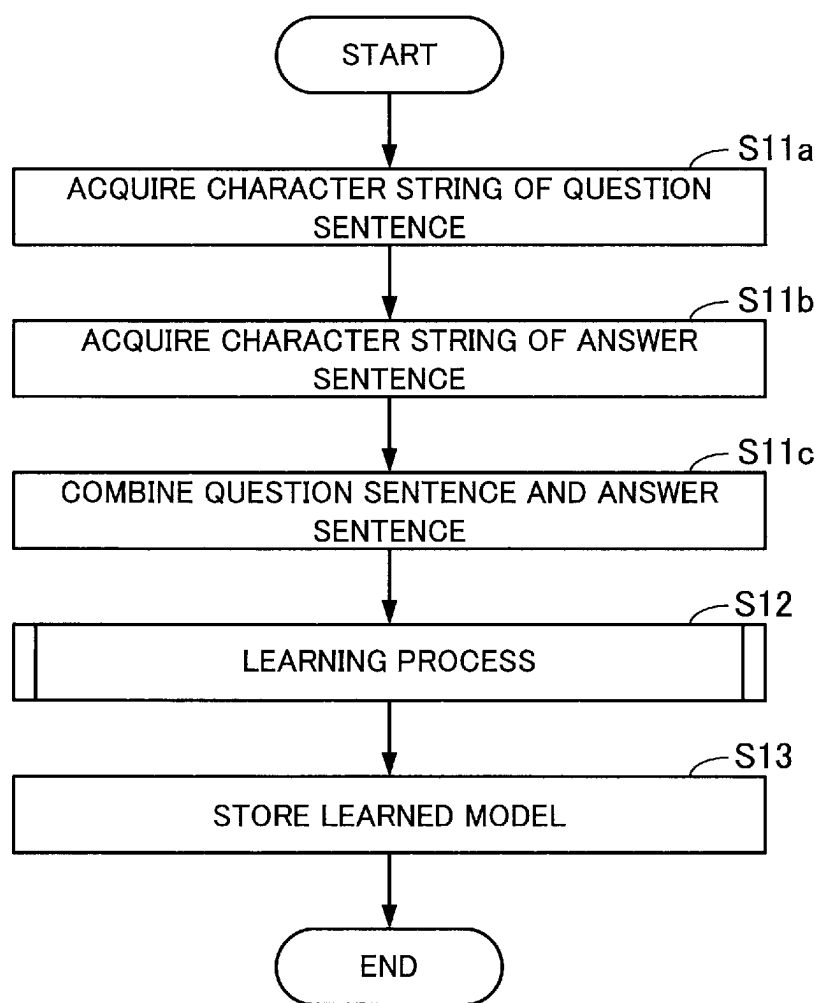 START
S11a
ACQUIRE CHARACTER STRING OF QUESTION
SENTENCE
S11b
ACQUIRE CHARACTER STRING OF ANSWER
SENTENCE
S11c
COMBINE QUESTION SENTENCE AND ANSWER
SENTENCE
S12
LEARNING PROCESS
S13
STORE LEARNED MODEL
END